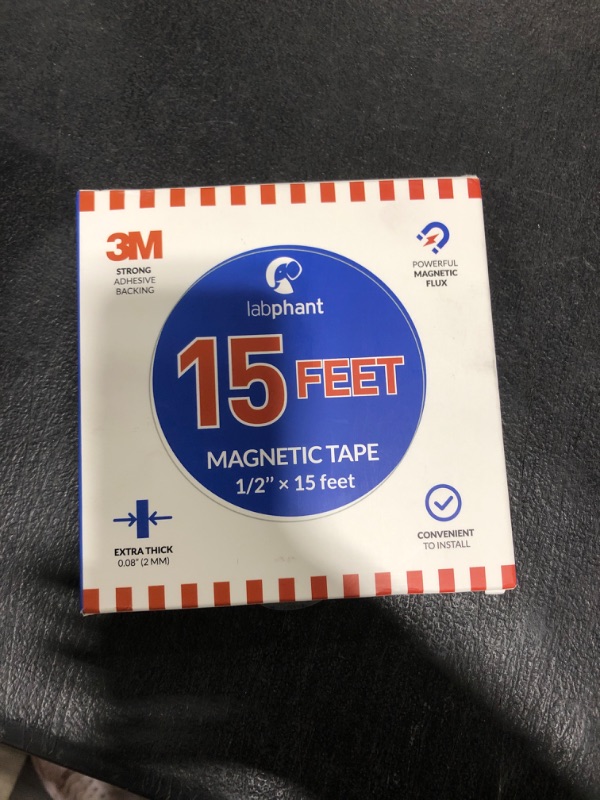 3M
STRONG
ADHESIVE
BACKING
POWERFUL
MAGNETIC
FLUX
labphant
15 FEET
MAGNETIC TAPE
1/2” × 15 feet
EXTRA THICK
0.08” (2 MM)
CONVENIENT
TO INSTALL